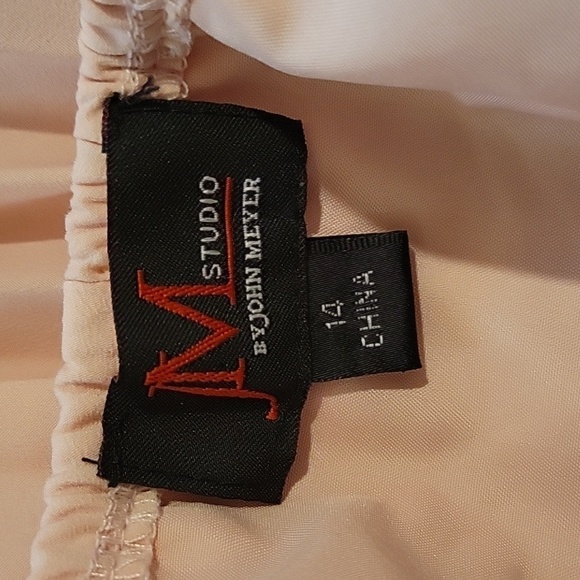 JM STUDIO
BY JOHN MEYER
14
CHINA